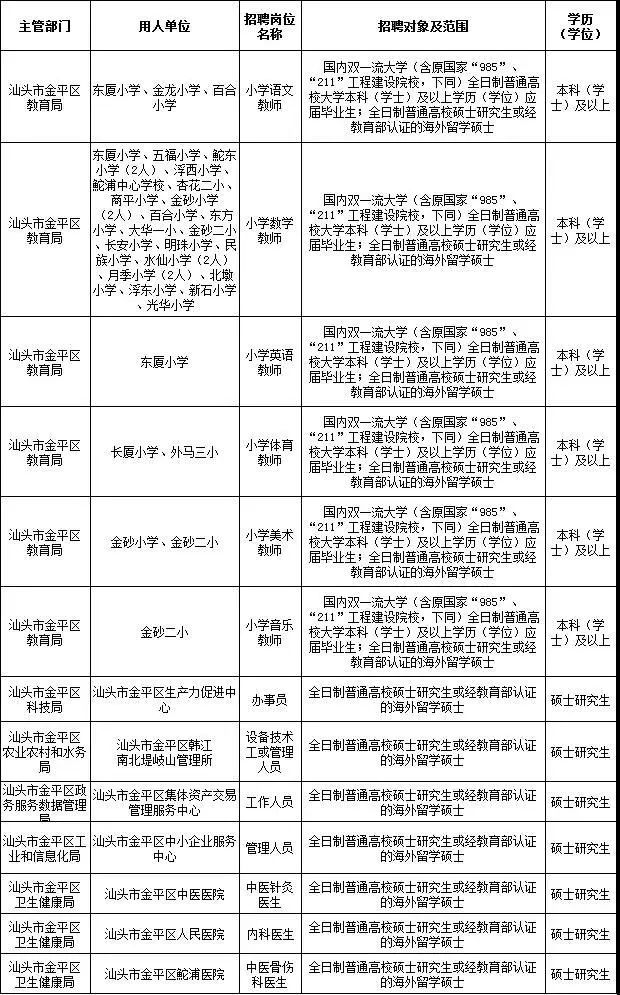 主管部门
用人单位
招聘岗位
名称
招聘对象及范围
学历
（学位）
汕头市金平区
教育局
东厦小学、金龙小学、百合
小学
小学语文
教师
国内双一流大学（含原国家“985”、
“211”工程建设院校，下同）全日制普通高
校大学本科（学士）及以上学历（学位）应
届毕业生；全日制普通高校硕士研究生或经
教育部认证的海外留学硕士
本科（学
士）及以上
汕头市金平区
教育局
东厦小学、五福小学、鮀东
小学（2人）、浮西小学、
鮀浦中心学校、杏花二小、
商平小学、金砂小学
（2人）、百合小学、东方
小学、大华一小、金砂二小
、长安小学、明珠小学、民
族小学、水仙小学（2人）
、月季小学（2人）、北墩
小学、浮东小学、新石小学
、光华小学
小学数学
教师
国内双一流大学（含原国家“985”、
“211”工程建设院校，下同）全日制普通高
校大学本科（学士）及以上学历（学位）应
届毕业生；全日制普通高校硕士研究生或经
教育部认证的海外留学硕士
本科（学
士）及以上
汕头市金平区
教育局
东厦小学
小学英语
教师
国内双一流大学（含原国家“985”、
“211”工程建设院校，下同）全日制普通高
校大学本科（学士）及以上学历（学位）应
届毕业生；全日制普通高校硕士研究生或经
教育部认证的海外留学硕士
本科（学
士）及以上
汕头市金平区
教育局
长厦小学、外马三小
小学体育
教师
国内双一流大学（含原国家“985”、
“211”工程建设院校，下同）全日制普通高
校大学本科（学士）及以上学历（学位）应
届毕业生；全日制普通高校硕士研究生或经
教育部认证的海外留学硕士
本科（学
士）及以上
汕头市金平区
教育局
金砂小学、金砂二小
小学美术
教师
国内双一流大学（含原国家“985”、
“211”工程建设院校，下同）全日制普通高
校大学本科（学士）及以上学历（学位）应
届毕业生；全日制普通高校硕士研究生或经
教育部认证的海外留学硕士
本科（学
士）及以上
汕头市金平区
教育局
金砂二小
小学音乐
教师
国内双一流大学（含原国家“985”、
“211”工程建设院校，下同）全日制普通高
校大学本科（学士）及以上学历（学位）应
届毕业生；全日制普通高校硕士研究生或经
教育部认证的海外留学硕士
本科（学
士）及以上
汕头市金平区
科技局
汕头市金平区生产力促进中
心
办事员
全日制普通高校硕士研究生或经教育部认证
的海外留学硕士
硕士研究生
汕头市金平区
农业农村和水务
局
汕头市金平区韩江
南北堤岐山管理所
设备技术
工或管理
人员
全日制普通高校硕士研究生或经教育部认证
的海外留学硕士
硕士研究生
汕头市金平区政
务服务数据管理
局
汕头市金平区集体资产交易
管理服务中心
工作人员
全日制普通高校硕士研究生或经教育部认证
的海外留学硕士
硕士研究生
汕头市金平区工
业和信息化局
汕头市金平区中小企业服务
中心
管理人员
全日制普通高校硕士研究生或经教育部认证
的海外留学硕士
硕士研究生
汕头市金平区
卫生健康局
汕头市金平区中医医院
中医针灸
医生
全日制普通高校硕士研究生或经教育部认证
的海外留学硕士
硕士研究生
汕头市金平区
卫生健康局
汕头市金平区人民医院
内科医生
全日制普通高校硕士研究生或经教育部认证
的海外留学硕士
硕士研究生
汕头市金平区
卫生健康局
汕头市金平区鮀浦医院
中医骨伤
科医生
全日制普通高校硕士研究生或经教育部认证
的海外留学硕士
硕士研究生